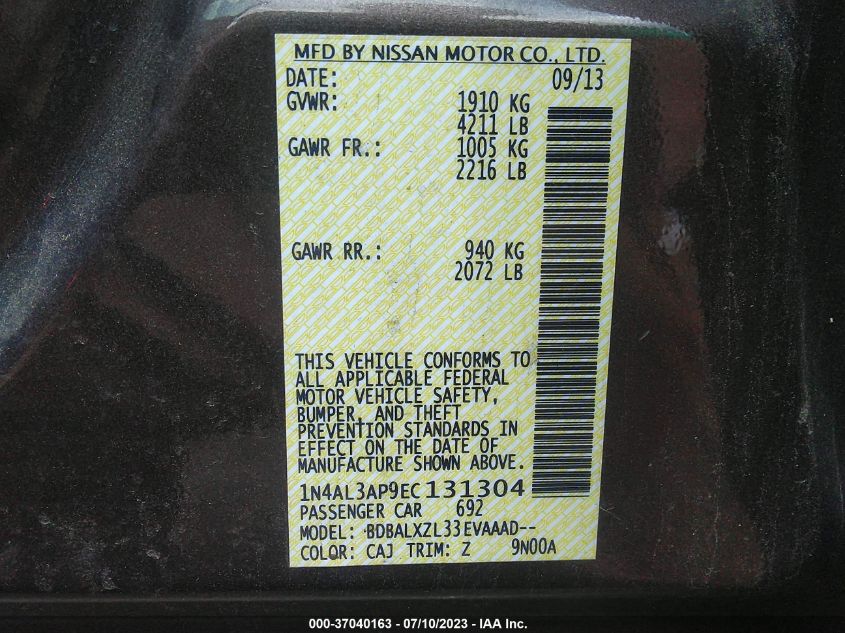 MFD BY NISSAN MOTOR CO., LTD.
DATE: 09/13
GVWR: 1910 KG
4211 LB
GAWR FR.: 1005 KG
2216 LB
GAWR RR.: 940 KG
2072 LB
THIS VEHICLE CONFORMS TO
ALL APPLICABLE FEDERAL
MOTOR VEHICLE SAFETY,
BUMPER, AND THEFT
PREVENTION STANDARDS IN
EFFECT ON THE DATE OF
MANUFACTURE SHOWN ABOVE.
1N4AL3AP9EC131304
PASSENGER CAR 692
MODEL: BDBALXZL33EVAAAD--
COLOR: CAJ TRIM: Z 9N00A
000-37040163 - 07/10/2023 - IAA Inc.